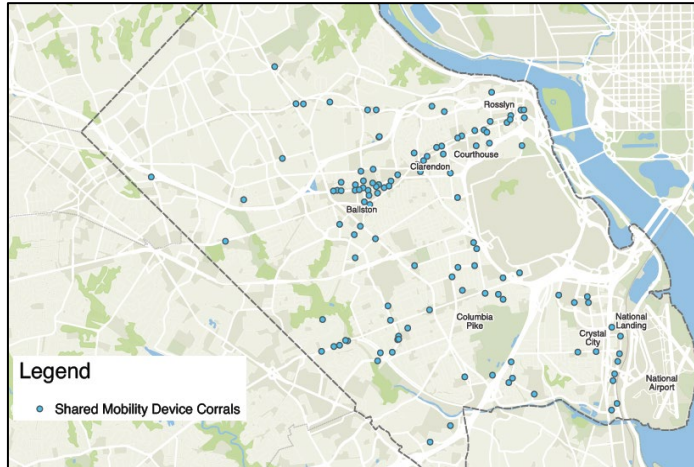 Rosslyn
Courthouse
Clarendon
Ballston
Columbia
Pike
National
Landing
Crystal
City
National
Airport
Legend
Shared Mobility Device Corrals